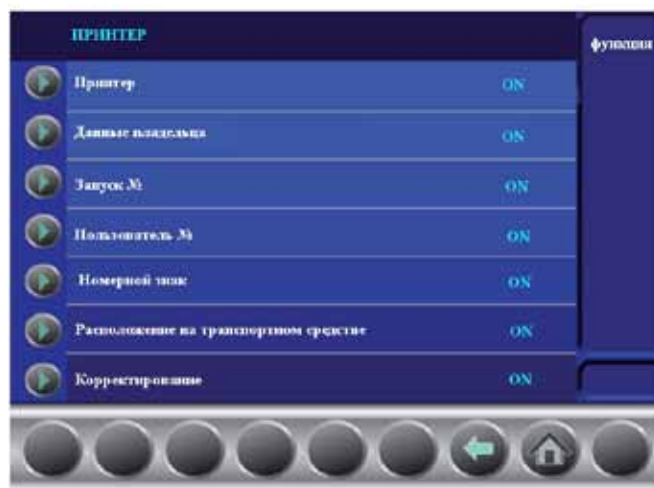 ПРИНТЕР
функция
Принтер ON
Данные владельца ON
Запуск № ON
Пользователь № ON
Номерной знак ON
Расположение на транспортном средстве ON
Корректирование ON